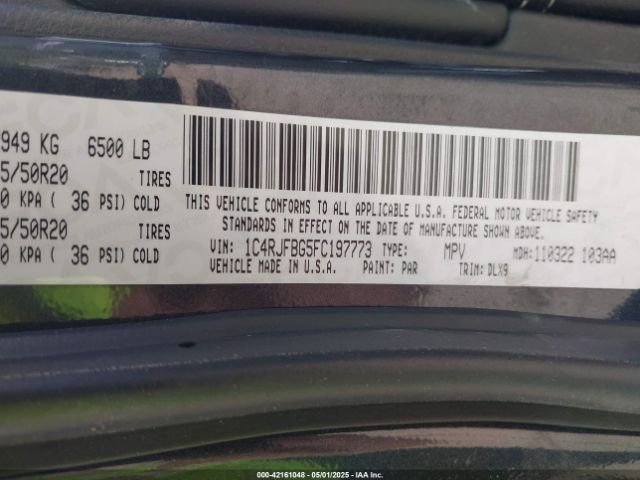 949 KG 6500 LB
5/50R20 TIRES
0 KPA ( 36 PSI) COLD
5/50R20 TIRES
0 KPA ( 36 PSI) COLD
THIS VEHICLE CONFORMS TO ALL APPLICABLE U.S.A. FEDERAL MOTOR VEHICLE SAFETY
STANDARDS IN EFFECT ON THE DATE OF MANUFACTURE SHOWN ABOVE.
VIN: 1C4RJFBG5FC197773 TYPE: MPV MDH: 110322 103AA
VEHICLE MADE IN U.S.A. PAINT: PAR TRIM: DLX9
000-42161048 - 05/01/2025 - IAAI.COM